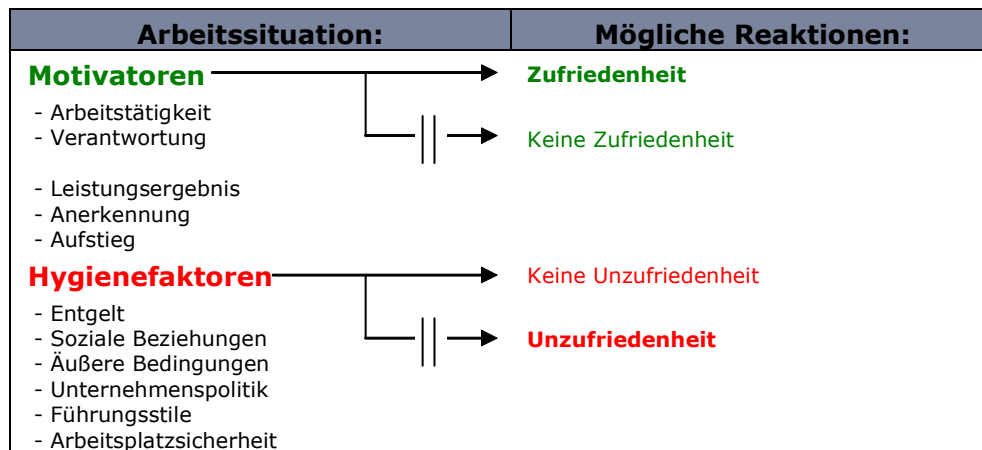 Arbeitssituation: Mögliche Reaktionen:
Motivatoren Zufriedenheit
- Arbeitstätigkeit
- Verantwortung Keine Zufriedenheit
- Leistungsergebnis
- Anerkennung
- Aufstieg
Hygienefaktoren Keine Unzufriedenheit
- Entgelt
- Soziale Beziehungen Unzufriedenheit
- Äußere Bedingungen
- Unternehmenspolitik
- Führungsstile
- Arbeitsplatzsicherheit